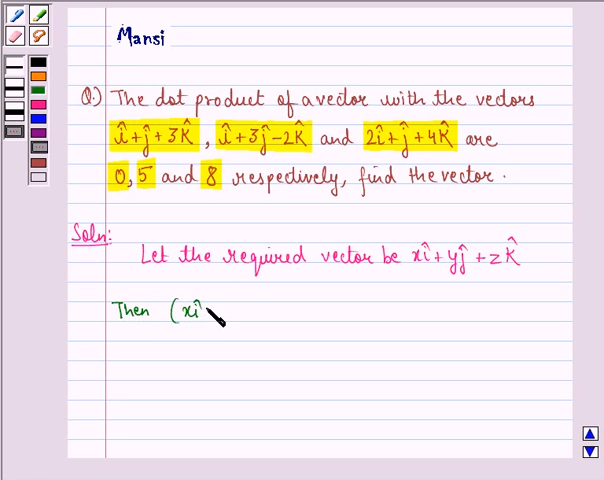 Mansi
Q.) The dot product of a vector with the vectors
î+ĵ+3k̂, î+3ĵ-2k̂ and 2î+ĵ+4k̂ are
0, 5 and 8 respectively, find the vector.
Soln:
Let the required vector be xî+yĵ+zk̂
Then (xî